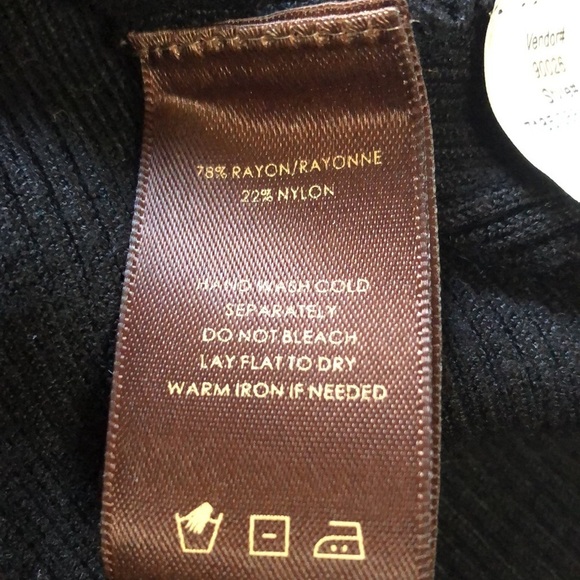 78% RAYON/RAYONNE
22% NYLON
HAND WASH COLD
SEPARATELY
DO NOT BLEACH
LAY FLAT TO DRY
WARM IRON IF NEEDED
Vendor#
90026